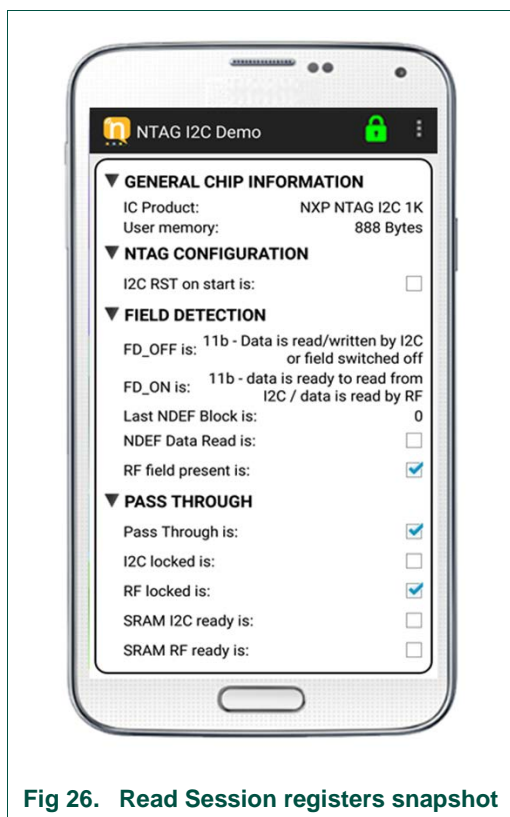 NTAG I2C Demo
GENERAL CHIP INFORMATION
IC Product: NXP NTAG I2C 1K
User memory: 888 Bytes
NTAG CONFIGURATION
I2C RST on start is:
FIELD DETECTION
FD_OFF is: 11b - Data is read/written by I2C
or field switched off
FD_ON is: 11b - data is ready to read from
I2C / data is read by RF
Last NDEF Block is: 0
NDEF Data Read is:
RF field present is:
PASS THROUGH
Pass Through is:
I2C locked is:
RF locked is:
SRAM I2C ready is:
SRAM RF ready is:
Fig 26. Read Session registers snapshot